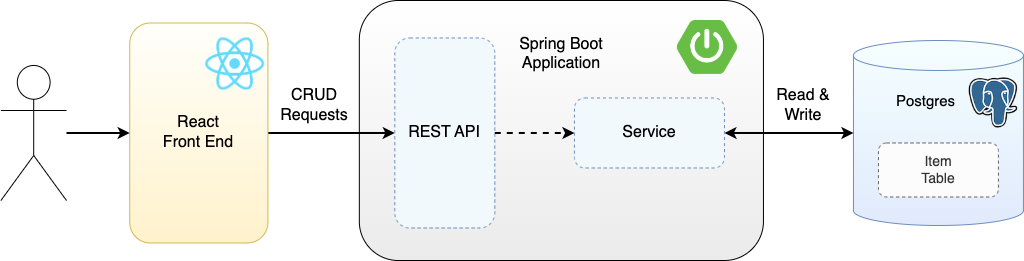 React
Front End
CRUD
Requests
Spring Boot
Application
REST API
Service
Read &
Write
Postgres
Item
Table